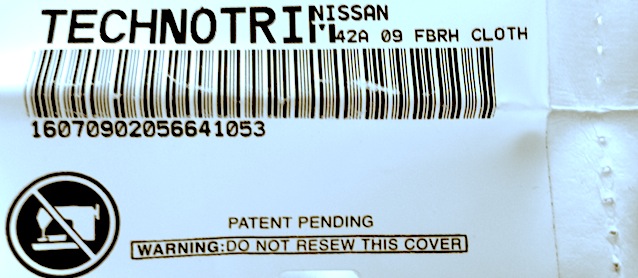 TECHNOTRIM
NISSAN
42A 09 FBRH CLOTH
16070902056641053
PATENT PENDING
WARNING:DO NOT RESEW THIS COVER